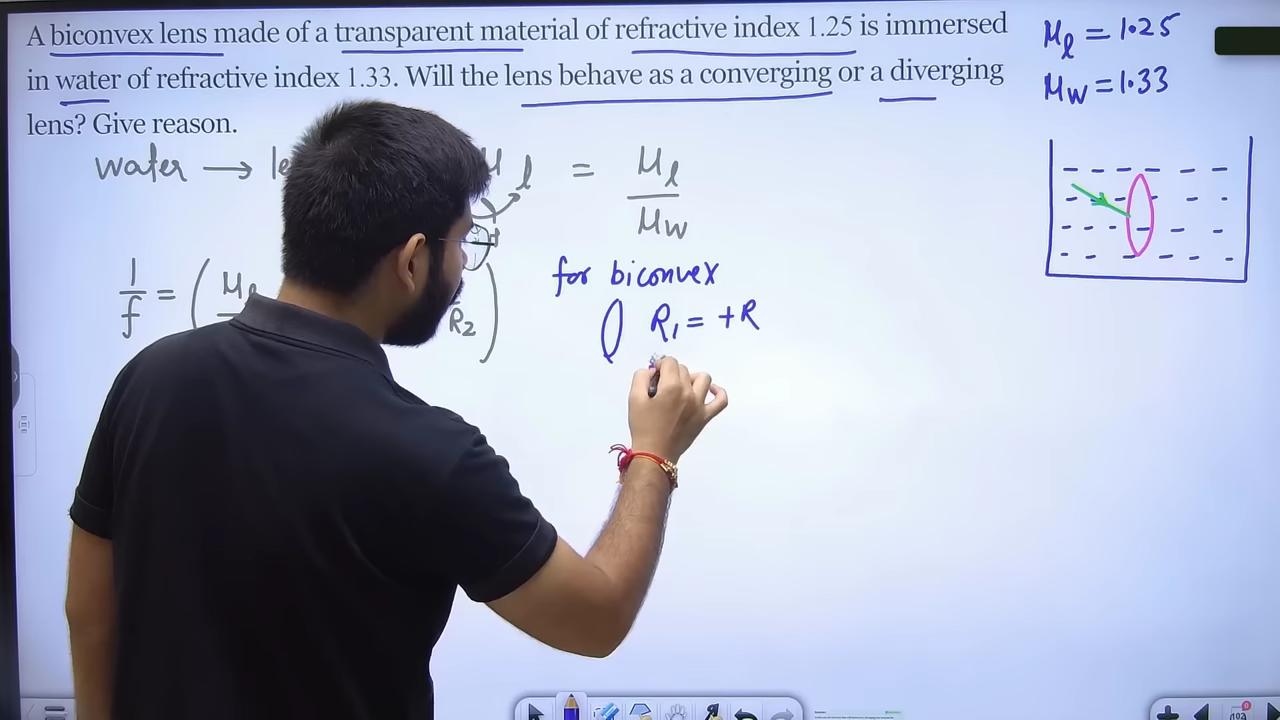 A biconvex lens made of a transparent material of refractive index 1.25 is immersed
in water of refractive index 1.33. Will the lens behave as a converging or a diverging
lens? Give reason.
μl = 1.25
μw = 1.33
water → le l = μl / μw
1/f = ( μl R2 )
for biconvex
R1 = +R